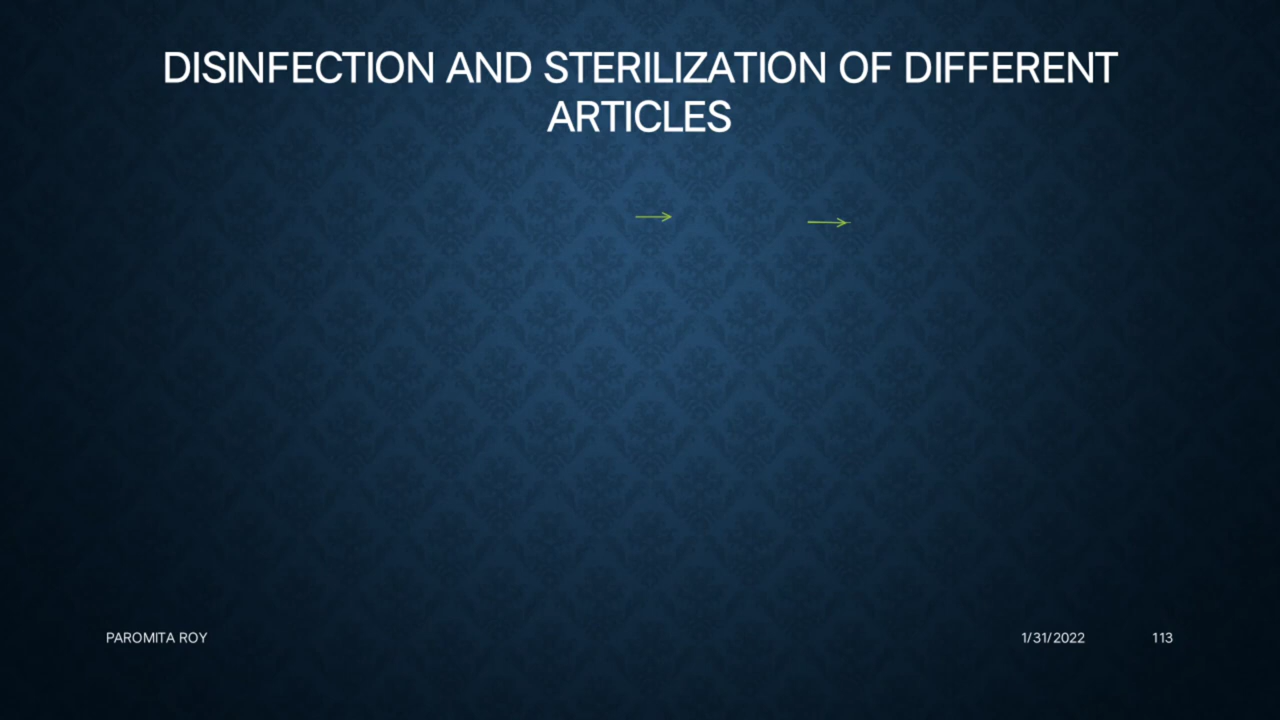 DISINFECTION AND STERILIZATION OF DIFFERENT
ARTICLES
PAROMITA ROY
1/31/2022
113